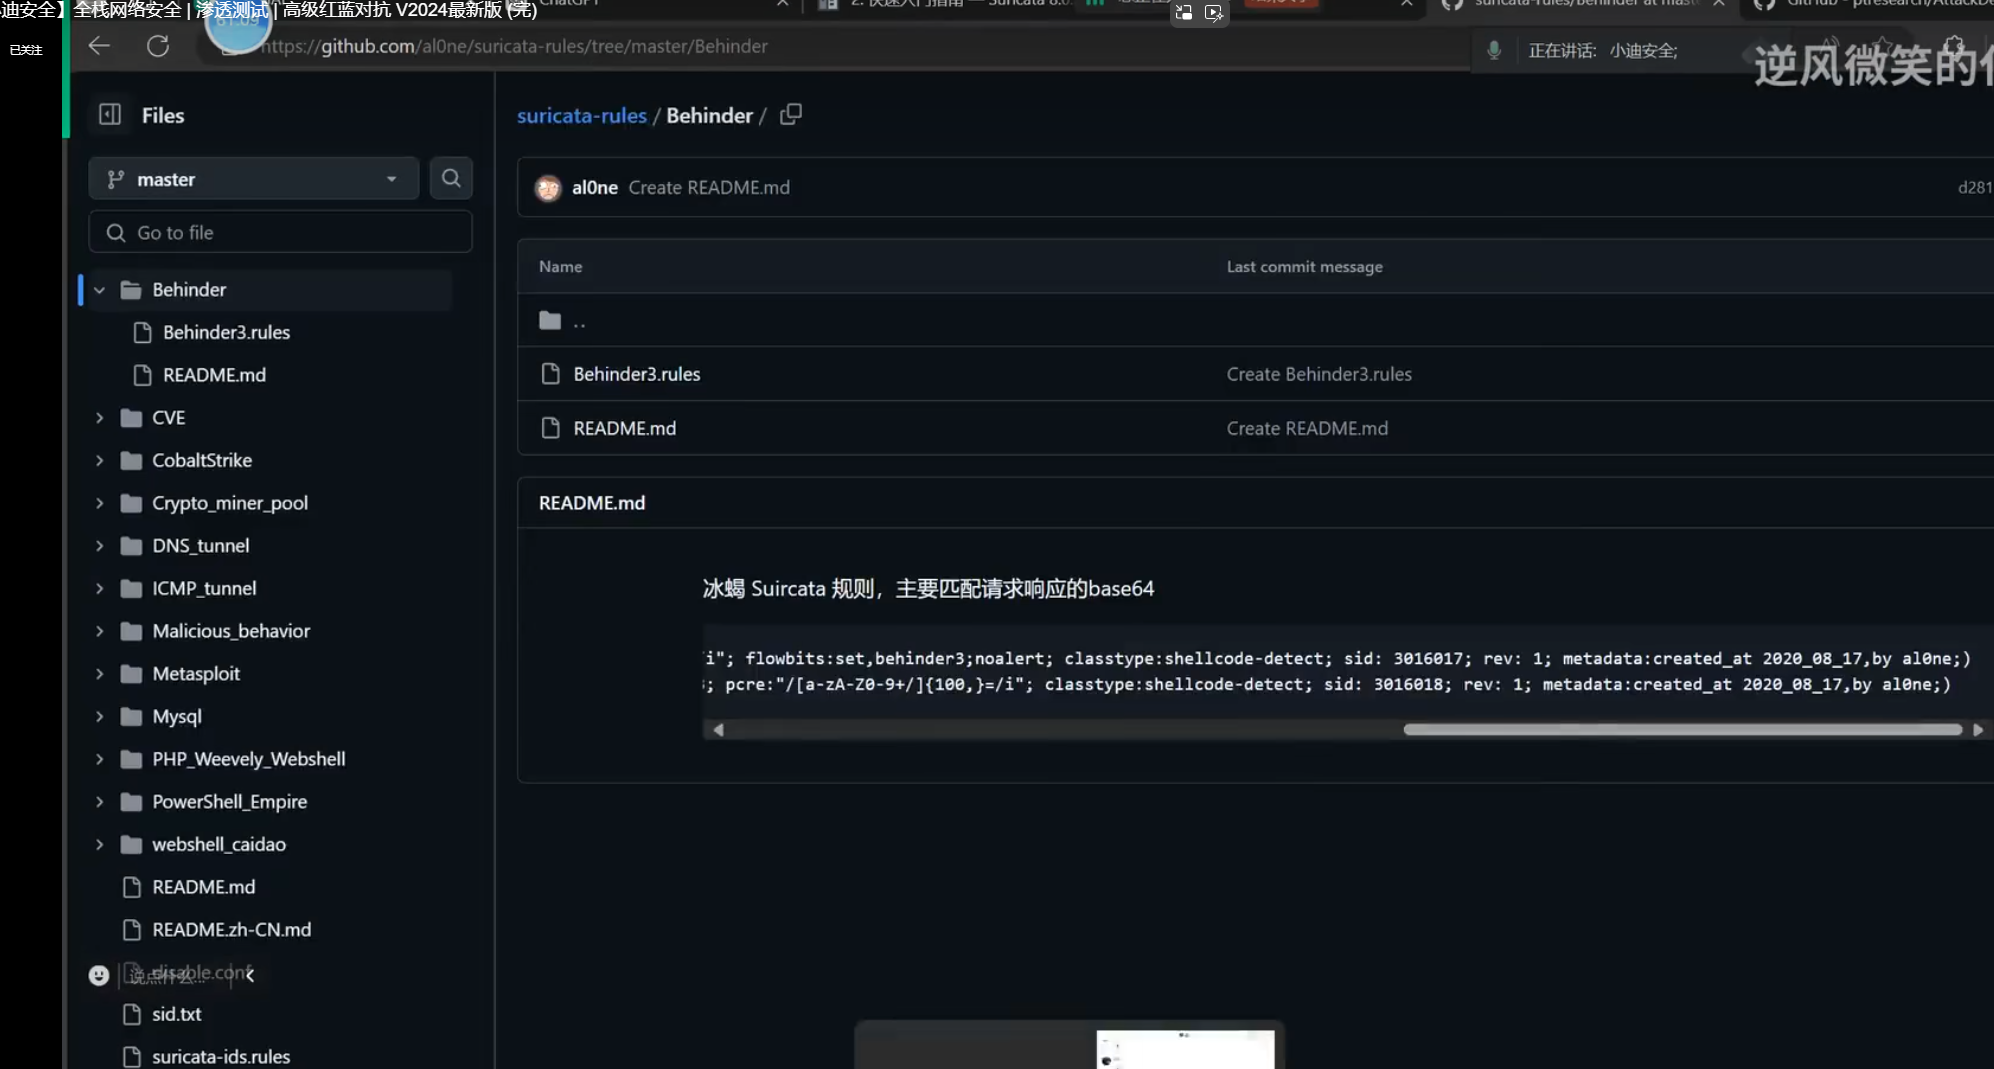 迪安全】全栈网络安全 | 渗透测试 | 高级红蓝对抗 V2024最新版 (完)
已关注
https://github.com/al0ne/suricata-rules/tree/master/Behinder
正在讲话: 小迪安全;
逆风微笑的
Files
master
Go to file
Behinder
Behinder3.rules
README.md
CVE
CobaltStrike
Crypto_miner_pool
DNS_tunnel
ICMP_tunnel
Malicious_behavior
Metasploit
Mysql
PHP_Weevely_Webshell
PowerShell_Empire
webshell_caidao
README.md
README.zh-CN.md
disable.conf
说点什么...
sid.txt
suricata-ids.rules
suricata-rules / Behinder /
al0ne Create README.md
d281
Name Last commit message
..
Behinder3.rules Create Behinder3.rules
README.md Create README.md
README.md
冰蝎 Suircata 规则，主要匹配请求响应的base64
i"; flowbits:set,behinder3;noalert; classtype:shellcode-detect; sid: 3016017; rev: 1; metadata:created_at 2020_08_17,by al0ne;)
; pcre:"/[a-zA-Z0-9+/]{100,}=/i"; classtype:shellcode-detect; sid: 3016018; rev: 1; metadata:created_at 2020_08_17,by al0ne;)